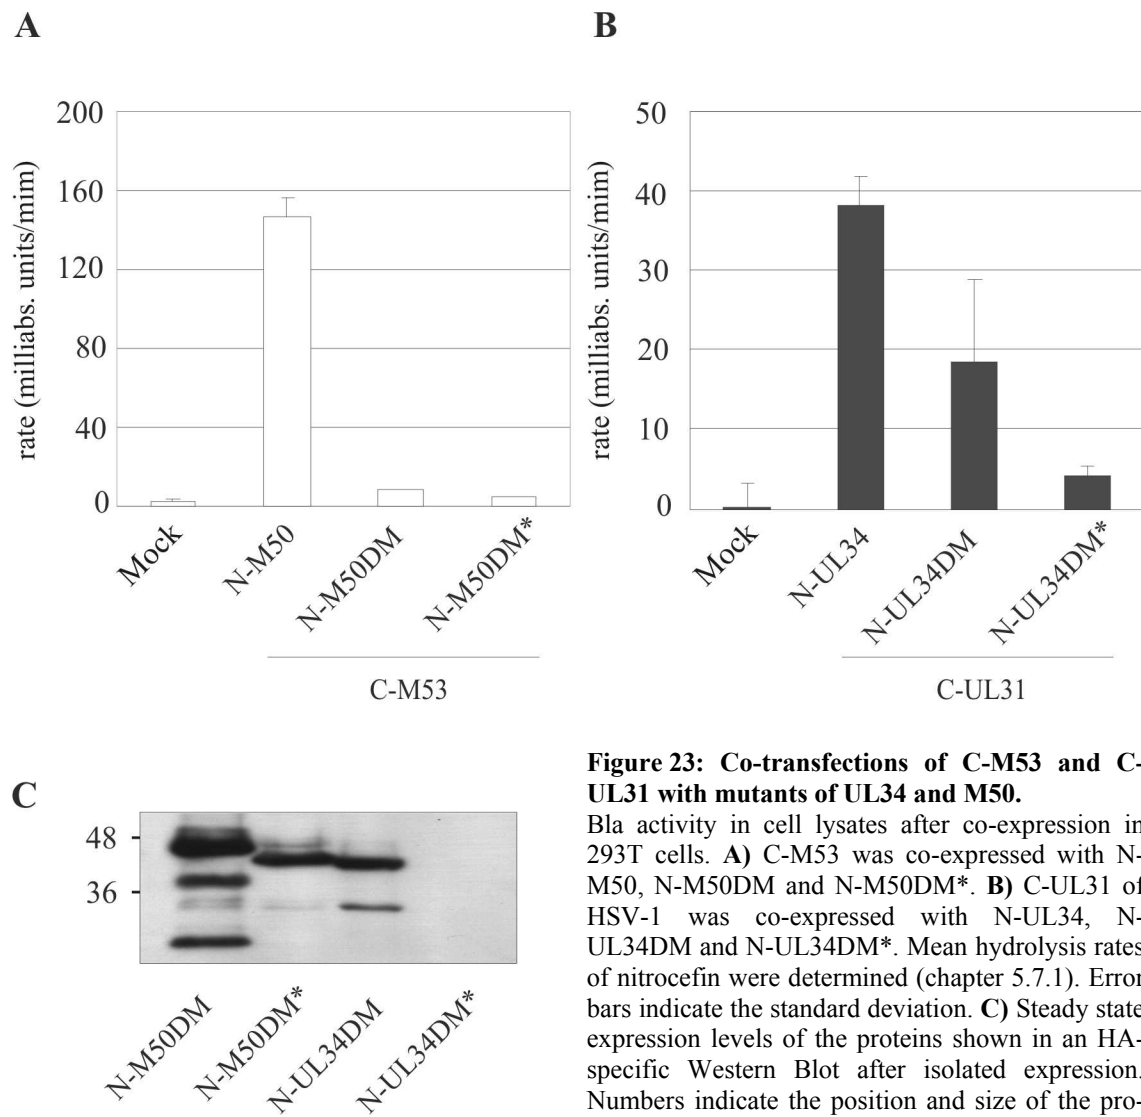 A
B
200
160
120
80
40
0
rate (milliabs. units/mim)
Mock
N-M50
N-M50DM
N-M50DM*
C-M53
50
40
30
20
10
0
rate (milliabs. units/mim)
Mock
N-UL34
N-UL34DM
N-UL34DM*
C-UL31
C
48
36
N-M50DM
N-M50DM*
N-UL34DM
N-UL34DM*
Figure 23: Co-transfections of C-M53 and C-
UL31 with mutants of UL34 and M50.
Bla activity in cell lysates after co-expression in
293T cells. A) C-M53 was co-expressed with N-
M50, N-M50DM and N-M50DM*. B) C-UL31 of
HSV-1 was co-expressed with N-UL34, N-
UL34DM and N-UL34DM*. Mean hydrolysis rates
of nitrocefin were determined (chapter 5.7.1). Error
bars indicate the standard deviation. C) Steady state
expression levels of the proteins shown in an HA-
specific Western Blot after isolated expression.
Numbers indicate the position and size of the pro-